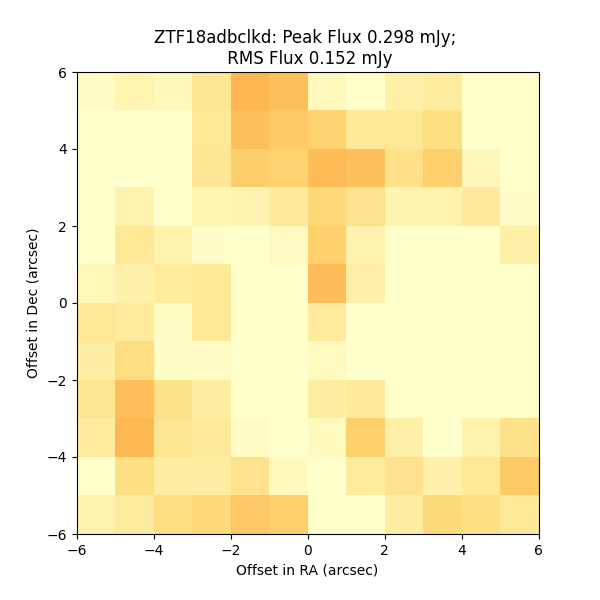 ZTF18adbclkd: Peak Flux 0.298 mJy;
RMS Flux 0.152 mJy
6
4
2
0
−2
−4
−6
Offset in Dec (arcsec)
−6 −4 −2 0 2 4 6
Offset in RA (arcsec)